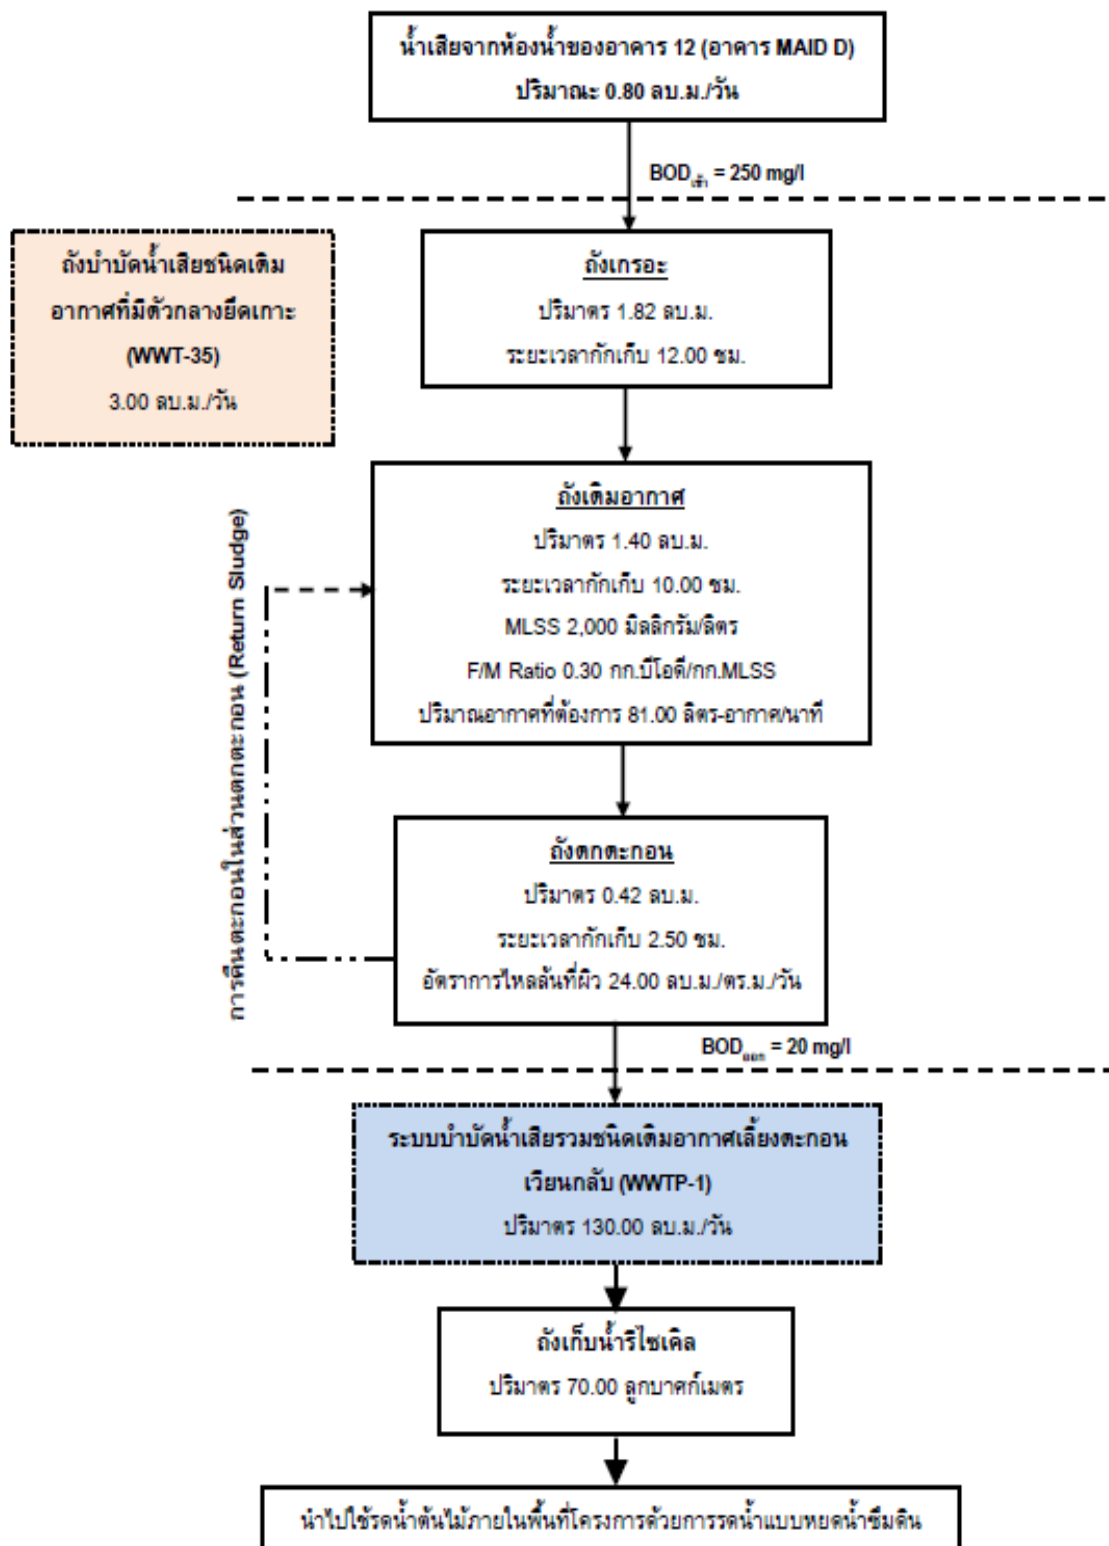 น้ำเสียจากห้องน้ำของอาคาร 12 (อาคาร MAID D)
ปริมาณะ 0.80 ลบ.ม./วัน
BODเข้า = 250 mg/l
ถังบำบัดน้ำเสียชนิดเติม
อากาศที่มีตัวกลางยึดเกาะ
(WWT-35)
3.00 ลบ.ม./วัน
ถังเกรอะ
ปริมาตร 1.82 ลบ.ม.
ระยะเวลากักเก็บ 12.00 ชม.
ถังเติมอากาศ
ปริมาตร 1.40 ลบ.ม.
ระยะเวลากักเก็บ 10.00 ชม.
MLSS 2,000 มิลลิกรัม/ลิตร
F/M Ratio 0.30 กก.บีโอดี/กก.MLSS
ปริมาณอากาศที่ต้องการ 81.00 ลิตร-อากาศ/นาที
การคืนตะกอนในส่วนตกตะกอน (Return Sludge)
ถังตกตะกอน
ปริมาตร 0.42 ลบ.ม.
ระยะเวลากักเก็บ 2.50 ชม.
อัตราการไหลล้นที่ผิว 24.00 ลบ.ม./ตร.ม./วัน
BODออก = 20 mg/l
ระบบบำบัดน้ำเสียรวมชนิดเติมอากาศเลี้ยงตะกอน
เวียนกลับ (WWTP-1)
ปริมาตร 130.00 ลบ.ม./วัน
ถังเก็บน้ำรีไซเคิล
ปริมาตร 70.00 ลูกบาศก์เมตร
นำไปใช้รดน้ำต้นไม้ภายในพื้นที่โครงการด้วยการรดน้ำแบบหยดน้ำซึมดิน